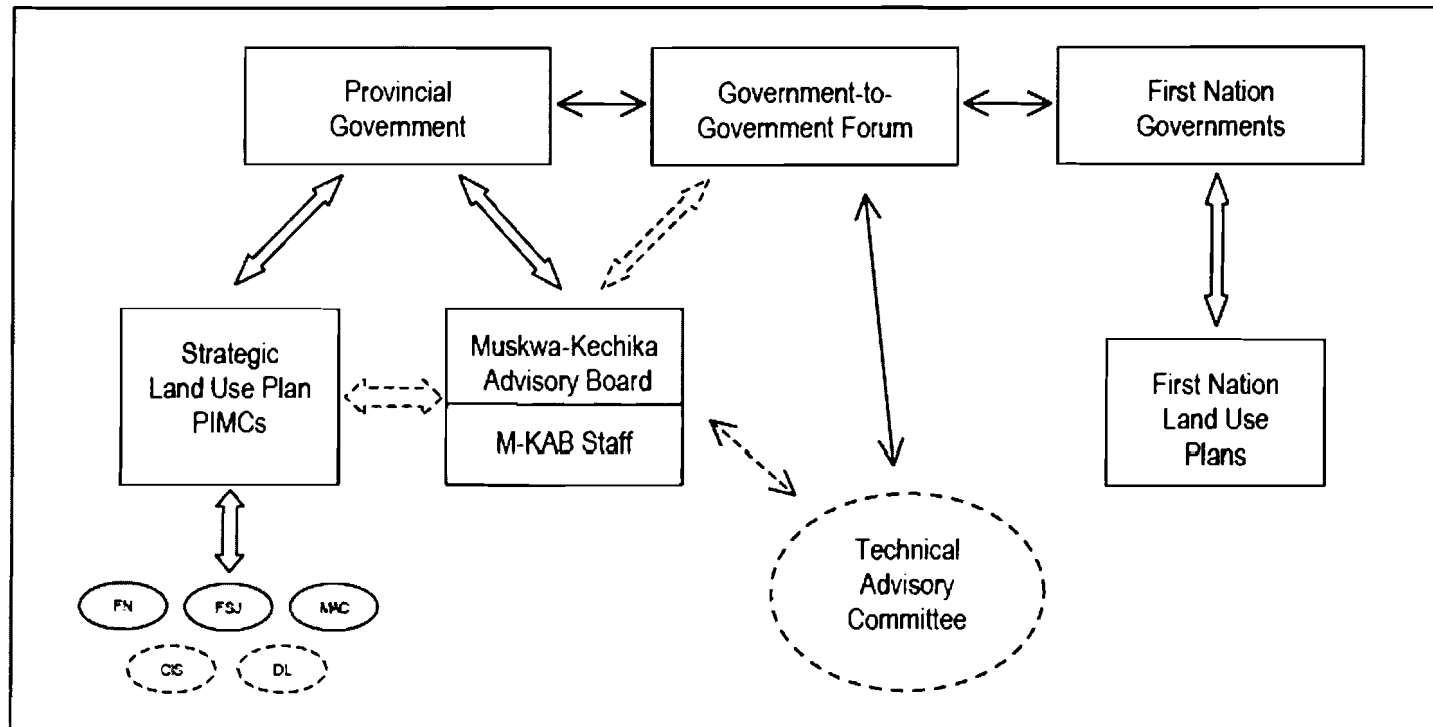 Provincial
Government
Government-to-
Government Forum
First Nation
Governments
Strategic
Land Use Plan
PIMCs
Muskwa-Kechika
Advisory Board
M-KAB Staff
First Nation
Land Use
Plans
Technical
Advisory
Committee
FN
FSJ
MAC
CIS
DL